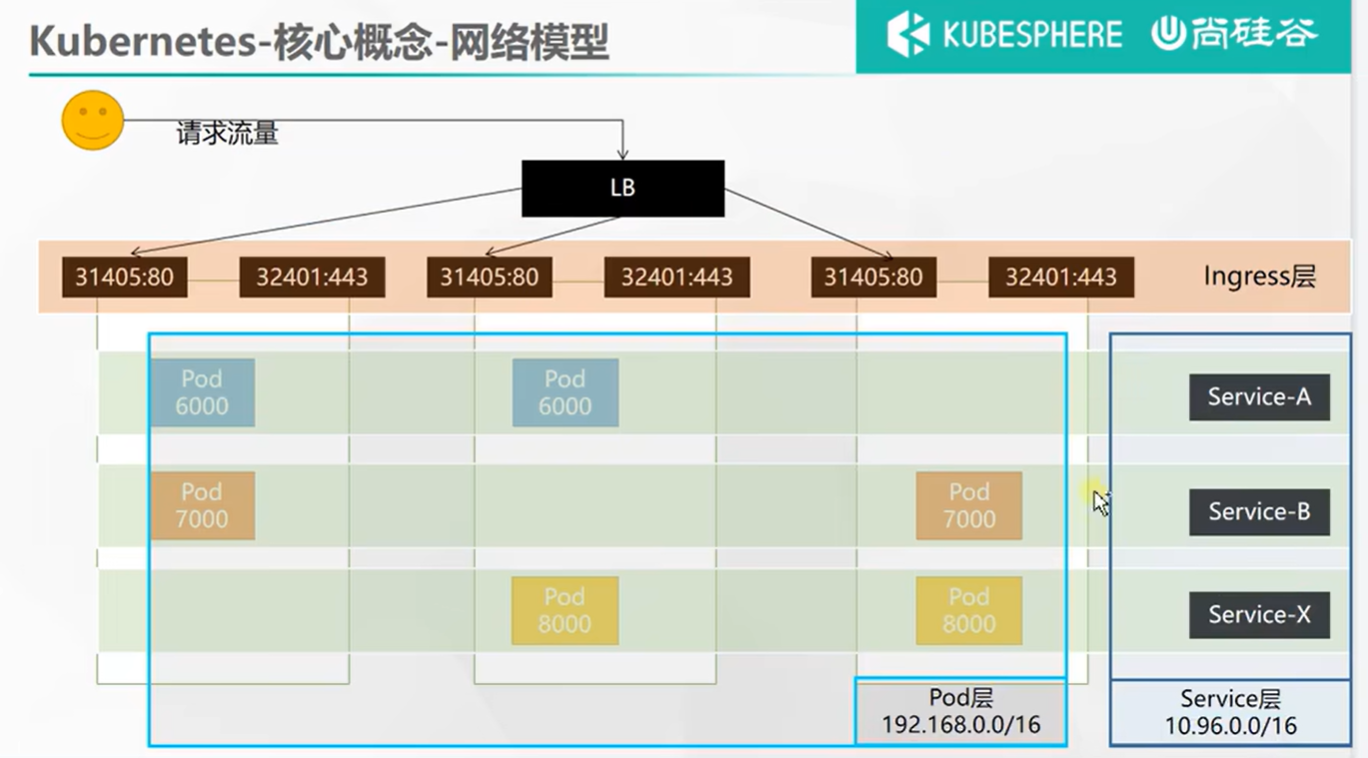 Kubernetes-核心概念-网络模型
KUBESPHERE
尚硅谷
请求流量
LB
31405:80
32401:443
31405:80
32401:443
31405:80
32401:443
Ingress层
Pod
6000
Pod
6000
Service-A
Pod
7000
Pod
7000
Service-B
Pod
8000
Pod
8000
Service-X
Pod层
192.168.0.0/16
Service层
10.96.0.0/16